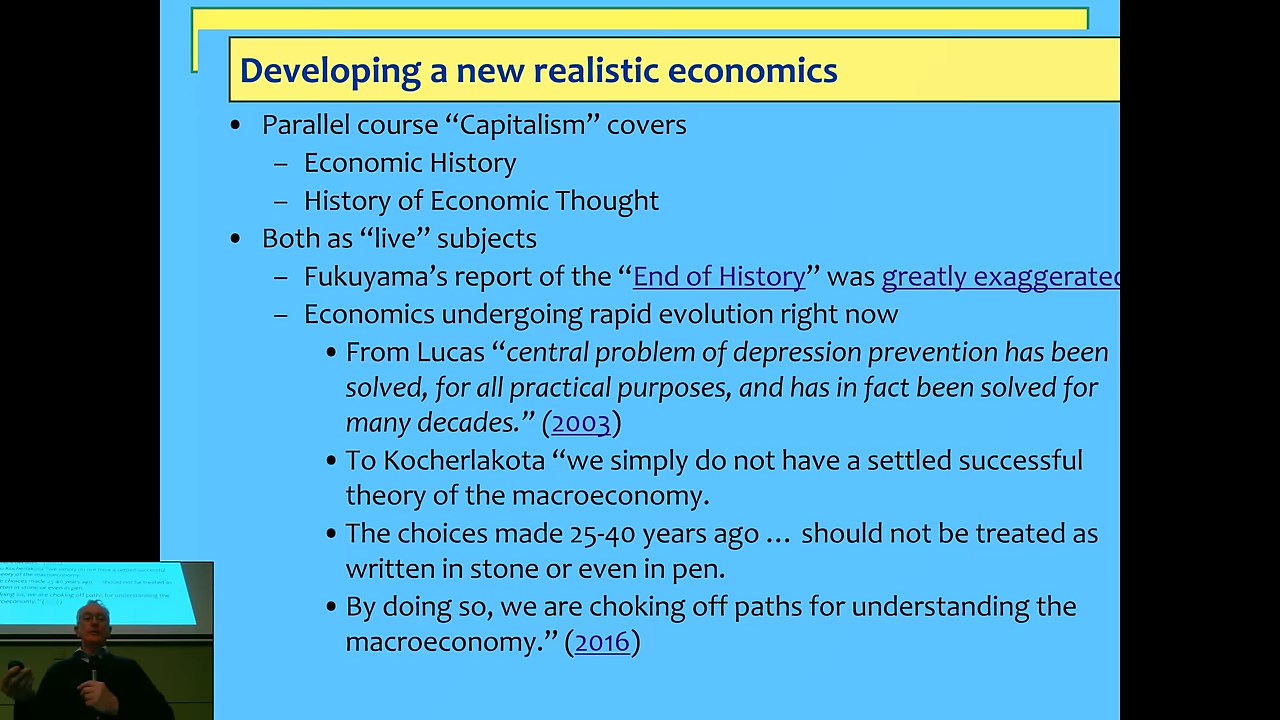 Developing a new realistic economics
• Parallel course “Capitalism” covers
– Economic History
– History of Economic Thought
• Both as “live” subjects
– Fukuyama’s report of the “End of History” was greatly exaggerated
– Economics undergoing rapid evolution right now
• From Lucas “central problem of depression prevention has been
solved, for all practical purposes, and has in fact been solved for
many decades.” (2003)
• To Kocherlakota “we simply do not have a settled successful
theory of the macroeconomy.
• The choices made 25-40 years ago … should not be treated as
written in stone or even in pen.
• By doing so, we are choking off paths for understanding the
macroeconomy.” (2016)